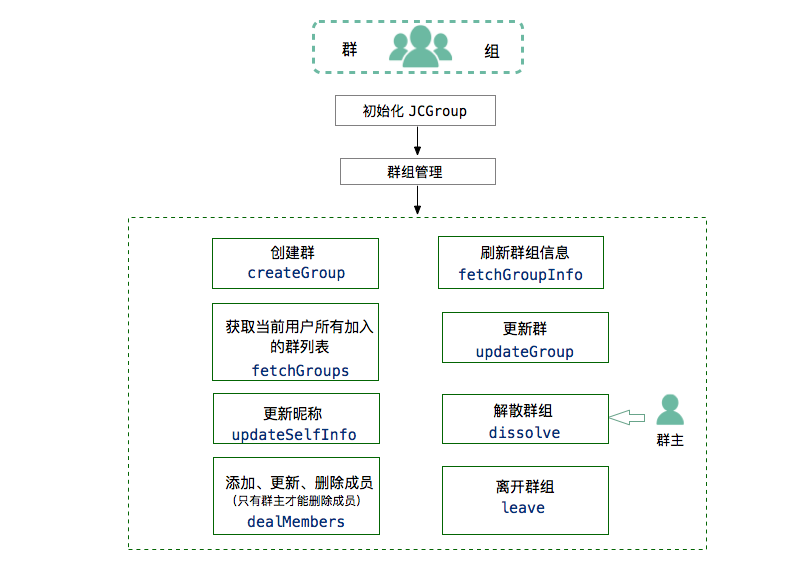 群 组
初始化 JCGroup
群组管理
创建群
createGroup
刷新群组信息
fetchGroupInfo
获取当前用户所有加入
的群列表
fetchGroups
更新群
updateGroup
更新昵称
updateSelfInfo
解散群组
dissolve
群主
添加、更新、删除成员
(只有群主才能删除成员)
dealMembers
离开群组
leave